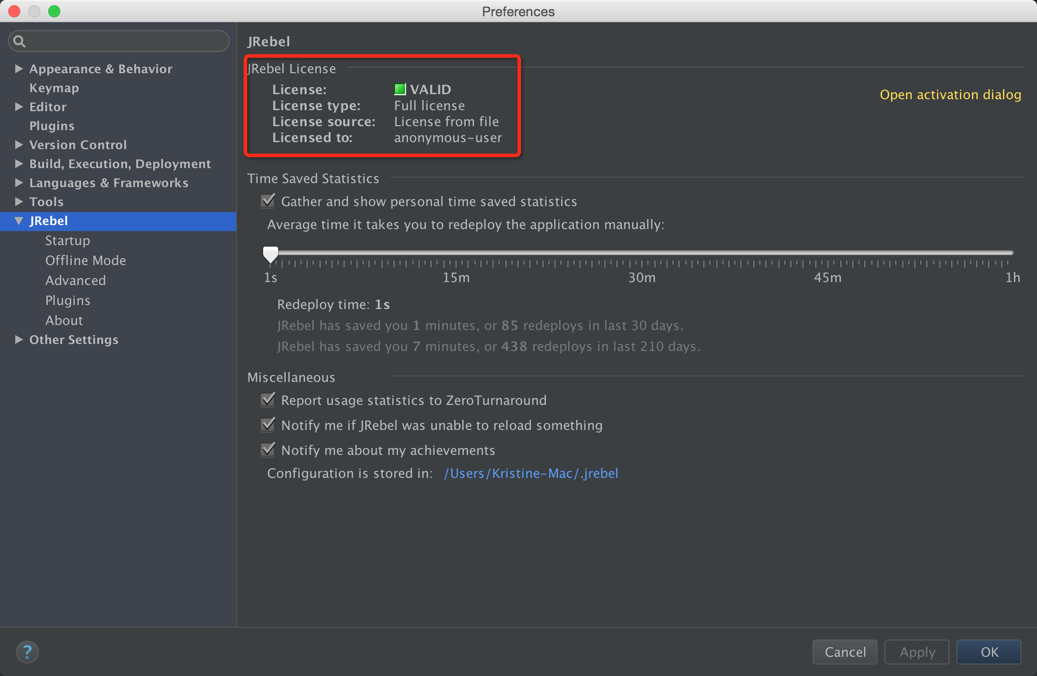 Preferences
JRebel
JRebel License
License: VALID
License type: Full license
License source: License from file
Licensed to: anonymous-user
Open activation dialog
Appearance & Behavior
Keymap
Editor
Plugins
Version Control
Build, Execution, Deployment
Languages & Frameworks
Tools
JRebel
Startup
Offline Mode
Advanced
Plugins
About
Other Settings
Time Saved Statistics
Gather and show personal time saved statistics
Average time it takes you to redeploy the application manually:
1s 15m 30m 45m 1h
Redeploy time: 1s
JRebel has saved you 1 minutes, or 85 redeploys in last 30 days.
JRebel has saved you 7 minutes, or 438 redeploys in last 210 days.
Miscellaneous
Report usage statistics to ZeroTurnaround
Notify me if JRebel was unable to reload something
Notify me about my achievements
Configuration is stored in: /Users/Kristine-Mac/.jrebel
? Cancel Apply OK